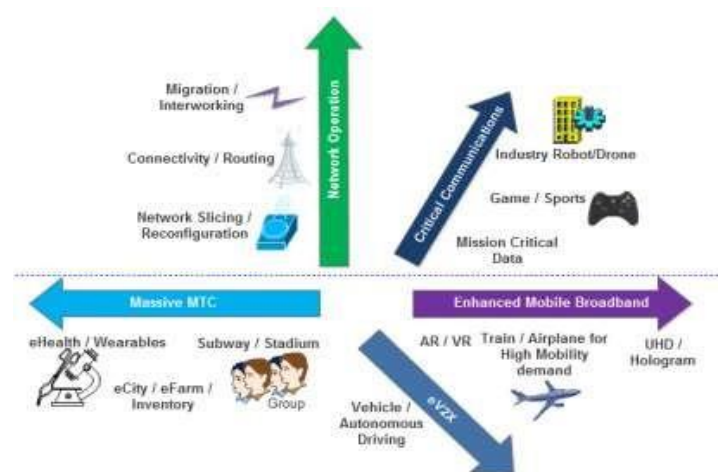 Migration /
Interworking
Connectivity / Routing
Network Slicing /
Reconfiguration
Network Operation
Critical Communications
Industry Robot/Drone
Game / Sports
Mission Critical
Data
Massive MTC
Enhanced Mobile Broadband
eHealth / Wearables
Subway / Stadium
eCity / eFarm /
Inventory
Group
AR / VR
Train / Airplane for
High Mobility
demand
UHD /
Hologram
Vehicle /
Autonomous
Driving
eV2X